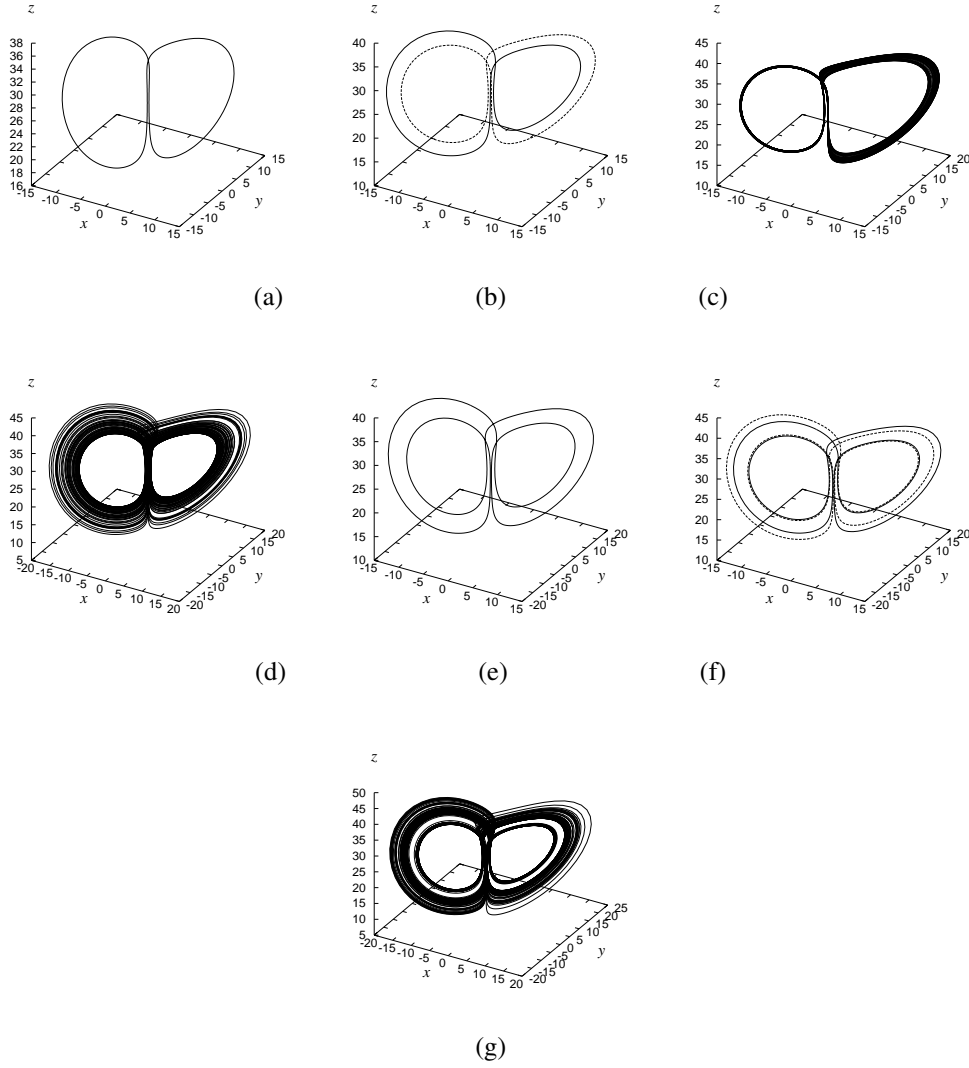 z z z
38 36 34 32 30 28 26 24 22 20 18 16
-15 -10 -5 0 5 10 15
x
-15 -10 -5 0 5 10 15
y
45 40 35 30 25 20 15 10
-15 -10 -5 0 5 10 15
x
-15 -10 -5 0 5 10 15
y
45 40 35 30 25 20 15 10
-15 -10 -5 0 5 10 15
x
-15 -10 -5 0 5 10 15 20
y
(a) (b) (c)
z z z
45 40 35 30 25 20 15 10 5
-20 -15 -10 -5 0 5 10 15 20
x
-20 -15 -10 -5 0 5 10 15 20
y
45 40 35 30 25 20 15 10
-15 -10 -5 0 5 10 15
x
-20 -15 -10 -5 0 5 10 15 20
y
45 40 35 30 25 20 15 10
-15 -10 -5 0 5 10 15
x
-20 -15 -10 -5 0 5 10 15 20
y
(d) (e) (f)
z
50 45 40 35 30 25 20 15 10 5
-20 -15 -10 -5 0 5 10 15 20
x
-20 -15 -10 -5 0 5 10 15 20 25
y
(g)